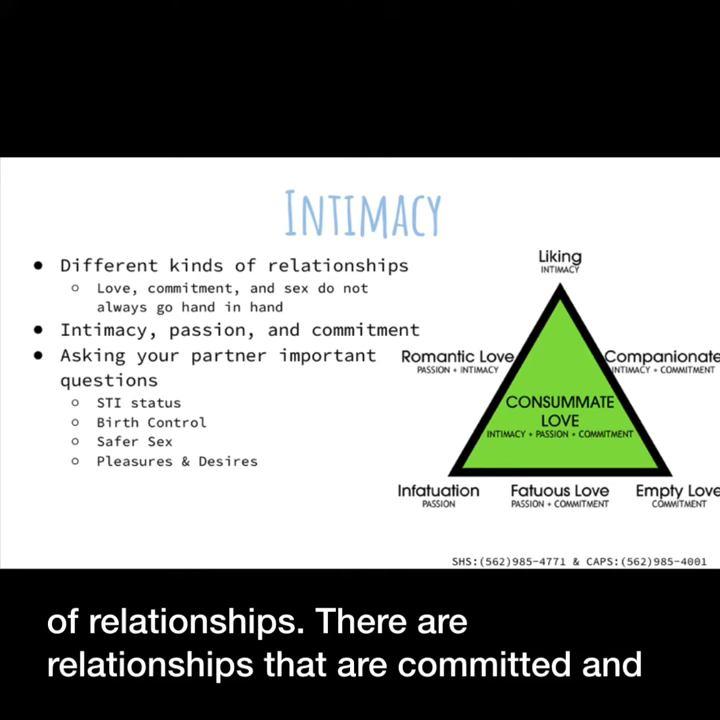 INTIMACY
● Different kinds of relationships
○ Love, commitment, and sex do not
always go hand in hand
● Intimacy, passion, and commitment
● Asking your partner important
questions
○ STI status
○ Birth Control
○ Safer Sex
○ Pleasures & Desires
Liking
INTIMACY
Romantic Love
PASSION + INTIMACY
Companionate
INTIMACY + COMMITMENT
CONSUMMATE
LOVE
INTIMACY + PASSION + COMMITMENT
Infatuation
PASSION
Fatuous Love
PASSION + COMMITMENT
Empty Love
COMMITMENT
SHS:(562)985-4771 & CAPS:(562)985-4001
of relationships. There are
relationships that are committed and